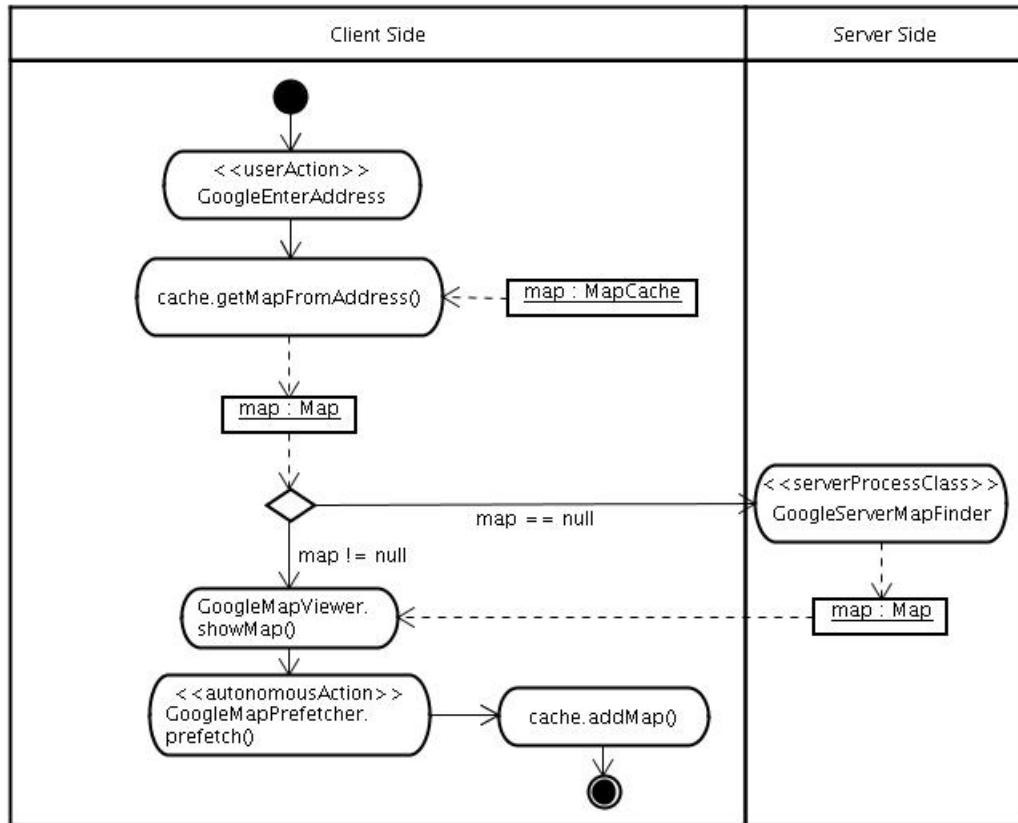 Client Side
Server Side
<<userAction>>
GoogleEnterAddress
cache.getMapFromAddress()
map : MapCache
map : Map
<<serverProcessClass>>
GoogleServerMapFinder
map == null
map != null
GoogleMapViewer.
showMap()
map : Map
<<autonomousAction>>
GoogleMapPrefetcher.
prefetch()
cache.addMap()